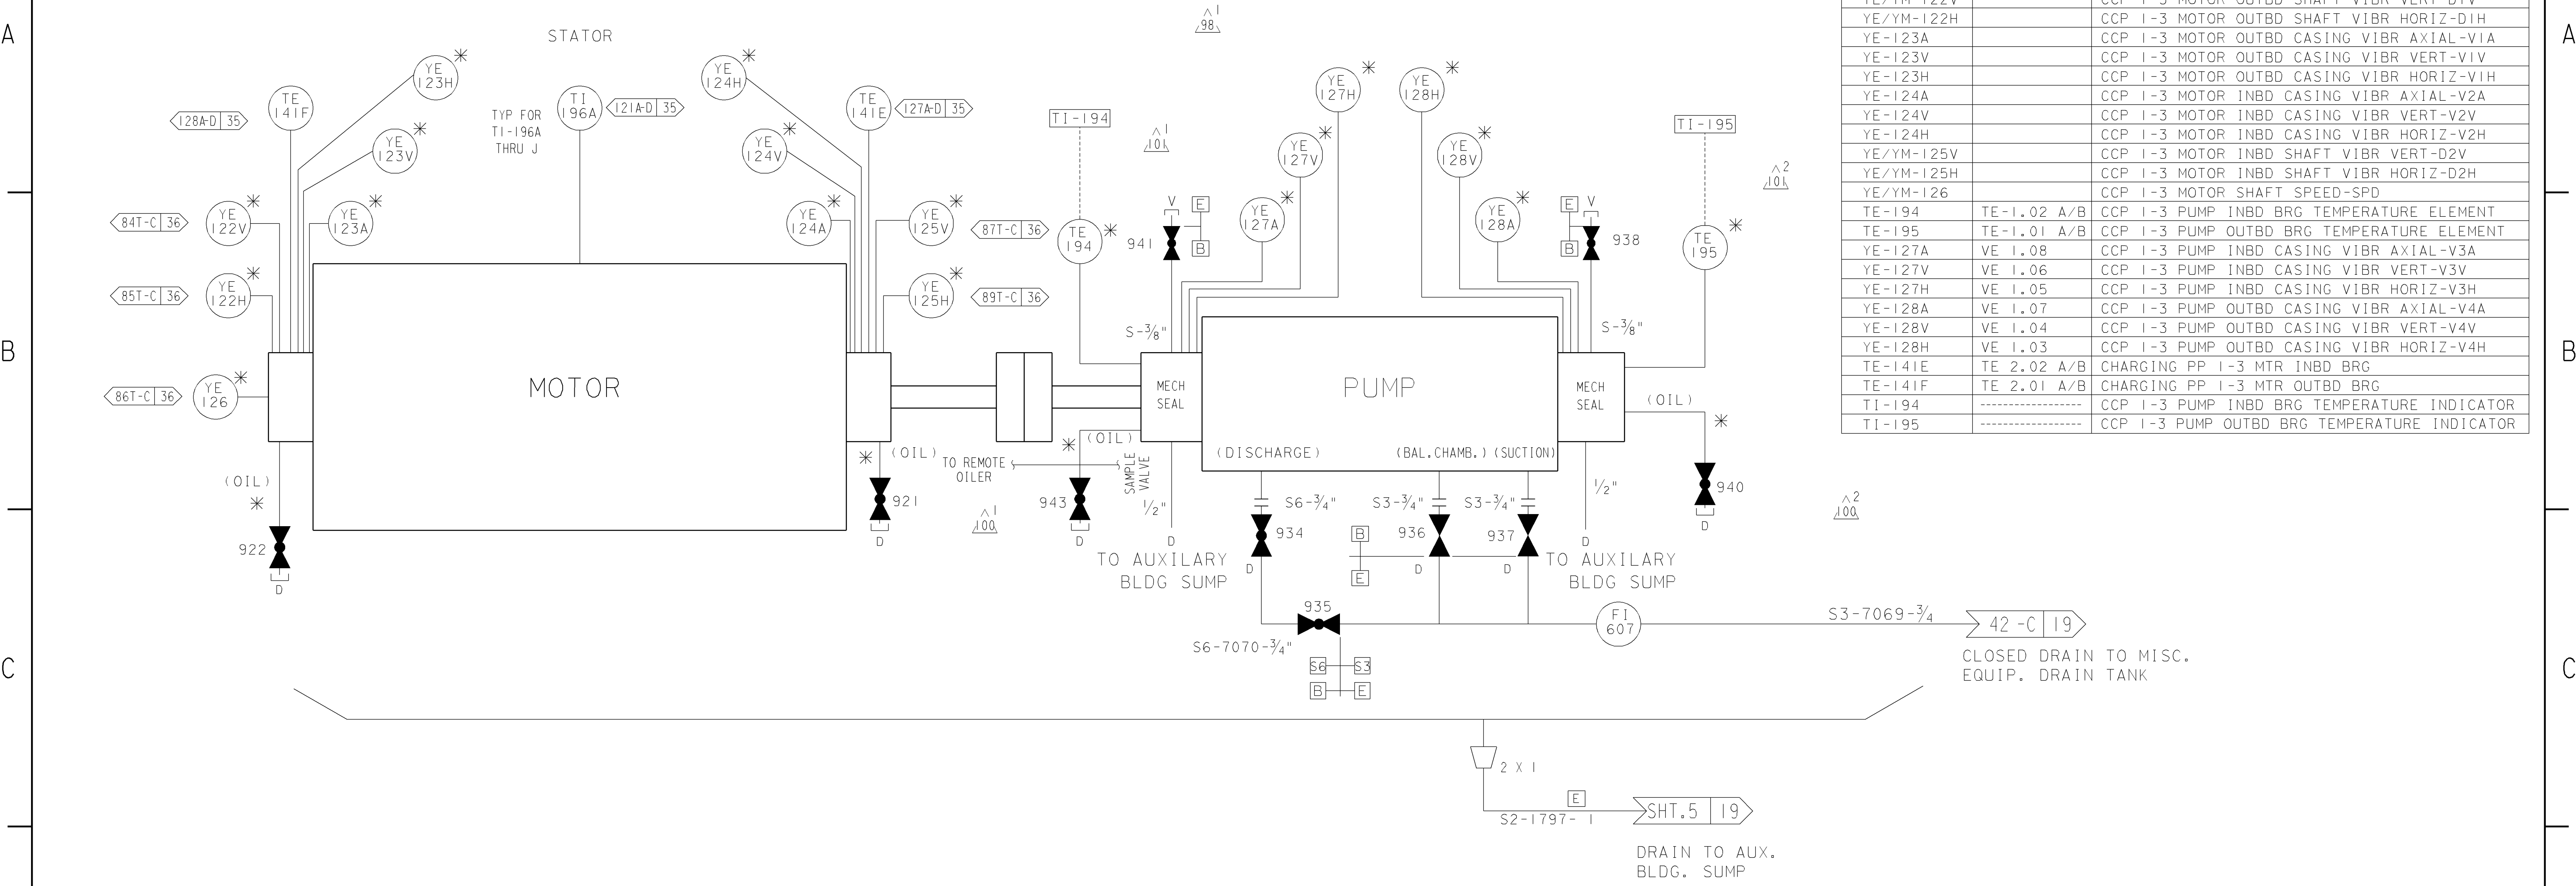 A
STATOR
^1
98
YE
123H
*
YE
124H
*
TE
141F
128A-D 35
TYP FOR
TI-196A
THRU J
TI
196A
121A-D 35
TE
141E
127A-D 35
YE
123V
*
YE
124V
*
TI-194
^1
101
YE
127H
*
YE
128H
*
YE
127V
*
YE
128V
*
TI-195
^2
101
84T-C 36
YE
122V
*
YE
123A
*
YE
124A
*
YE
125V
*
87T-C 36
TE
194
*
941
V
E
B
YE
127A
*
YE
128A
*
E
V
B
938
TE
195
*
85T-C 36
YE
122H
*
YE
125H
*
89T-C 36
S-3/8"
S-3/8"
B
86T-C 36
YE
126
*
MOTOR
MECH
SEAL
PUMP
MECH
SEAL
(OIL)
*
(OIL)
*
922
D
*
(OIL)
921
D
TO REMOTE
OILER
^1
100
*
(OIL)
943
D
SAMPLE
VALVE
1/2"
D
TO AUXILARY
BLDG SUMP
(DISCHARGE)
(BAL.CHAMB.)
(SUCTION)
S6-3/4"
S3-3/4"
S3-3/4"
934
D
B
E
936
D
937
D
1/2"
D
TO AUXILARY
BLDG SUMP
940
D
^2
100
935
S6-7070-3/4"
S6 S3
B E
FI
607
S3-7069-3/4
42 -C 19
CLOSED DRAIN TO MISC.
EQUIP. DRAIN TANK
C
2 X 1
E
S2-1797- 1
SHT.5 19
DRAIN TO AUX.
BLDG. SUMP
YE/YM-122V CCP 1-3 MOTOR OUTBD SHAFT VIBR VERT-D1V
YE/YM-122H CCP 1-3 MOTOR OUTBD SHAFT VIBR HORIZ-D1H
YE-123A CCP 1-3 MOTOR OUTBD CASING VIBR AXIAL-V1A
YE-123V CCP 1-3 MOTOR OUTBD CASING VIBR VERT-V1V
YE-123H CCP 1-3 MOTOR OUTBD CASING VIBR HORIZ-V1H
YE-124A CCP 1-3 MOTOR INBD CASING VIBR AXIAL-V2A
YE-124V CCP 1-3 MOTOR INBD CASING VIBR VERT-V2V
YE-124H CCP 1-3 MOTOR INBD CASING VIBR HORIZ-V2H
YE/YM-125V CCP 1-3 MOTOR INBD SHAFT VIBR VERT-D2V
YE/YM-125H CCP 1-3 MOTOR INBD SHAFT VIBR HORIZ-D2H
YE/YM-126 CCP 1-3 MOTOR SHAFT SPEED-SPD
TE-194 TE-1.02 A/B CCP 1-3 PUMP INBD BRG TEMPERATURE ELEMENT
TE-195 TE-1.01 A/B CCP 1-3 PUMP OUTBD BRG TEMPERATURE ELEMENT
YE-127A VE 1.08 CCP 1-3 PUMP INBD CASING VIBR AXIAL-V3A
YE-127V VE 1.06 CCP 1-3 PUMP INBD CASING VIBR VERT-V3V
YE-127H VE 1.05 CCP 1-3 PUMP INBD CASING VIBR HORIZ-V3H
YE-128A VE 1.07 CCP 1-3 PUMP OUTBD CASING VIBR AXIAL-V4A
YE-128V VE 1.04 CCP 1-3 PUMP OUTBD CASING VIBR VERT-V4V
YE-128H VE 1.03 CCP 1-3 PUMP OUTBD CASING VIBR HORIZ-V4H
TE-141E TE 2.02 A/B CHARGING PP 1-3 MTR INBD BRG
TE-141F TE 2.01 A/B CHARGING PP 1-3 MTR OUTBD BRG
TI-194 ---------------- CCP 1-3 PUMP INBD BRG TEMPERATURE INDICATOR
TI-195 ---------------- CCP 1-3 PUMP OUTBD BRG TEMPERATURE INDICATOR
A
B
C